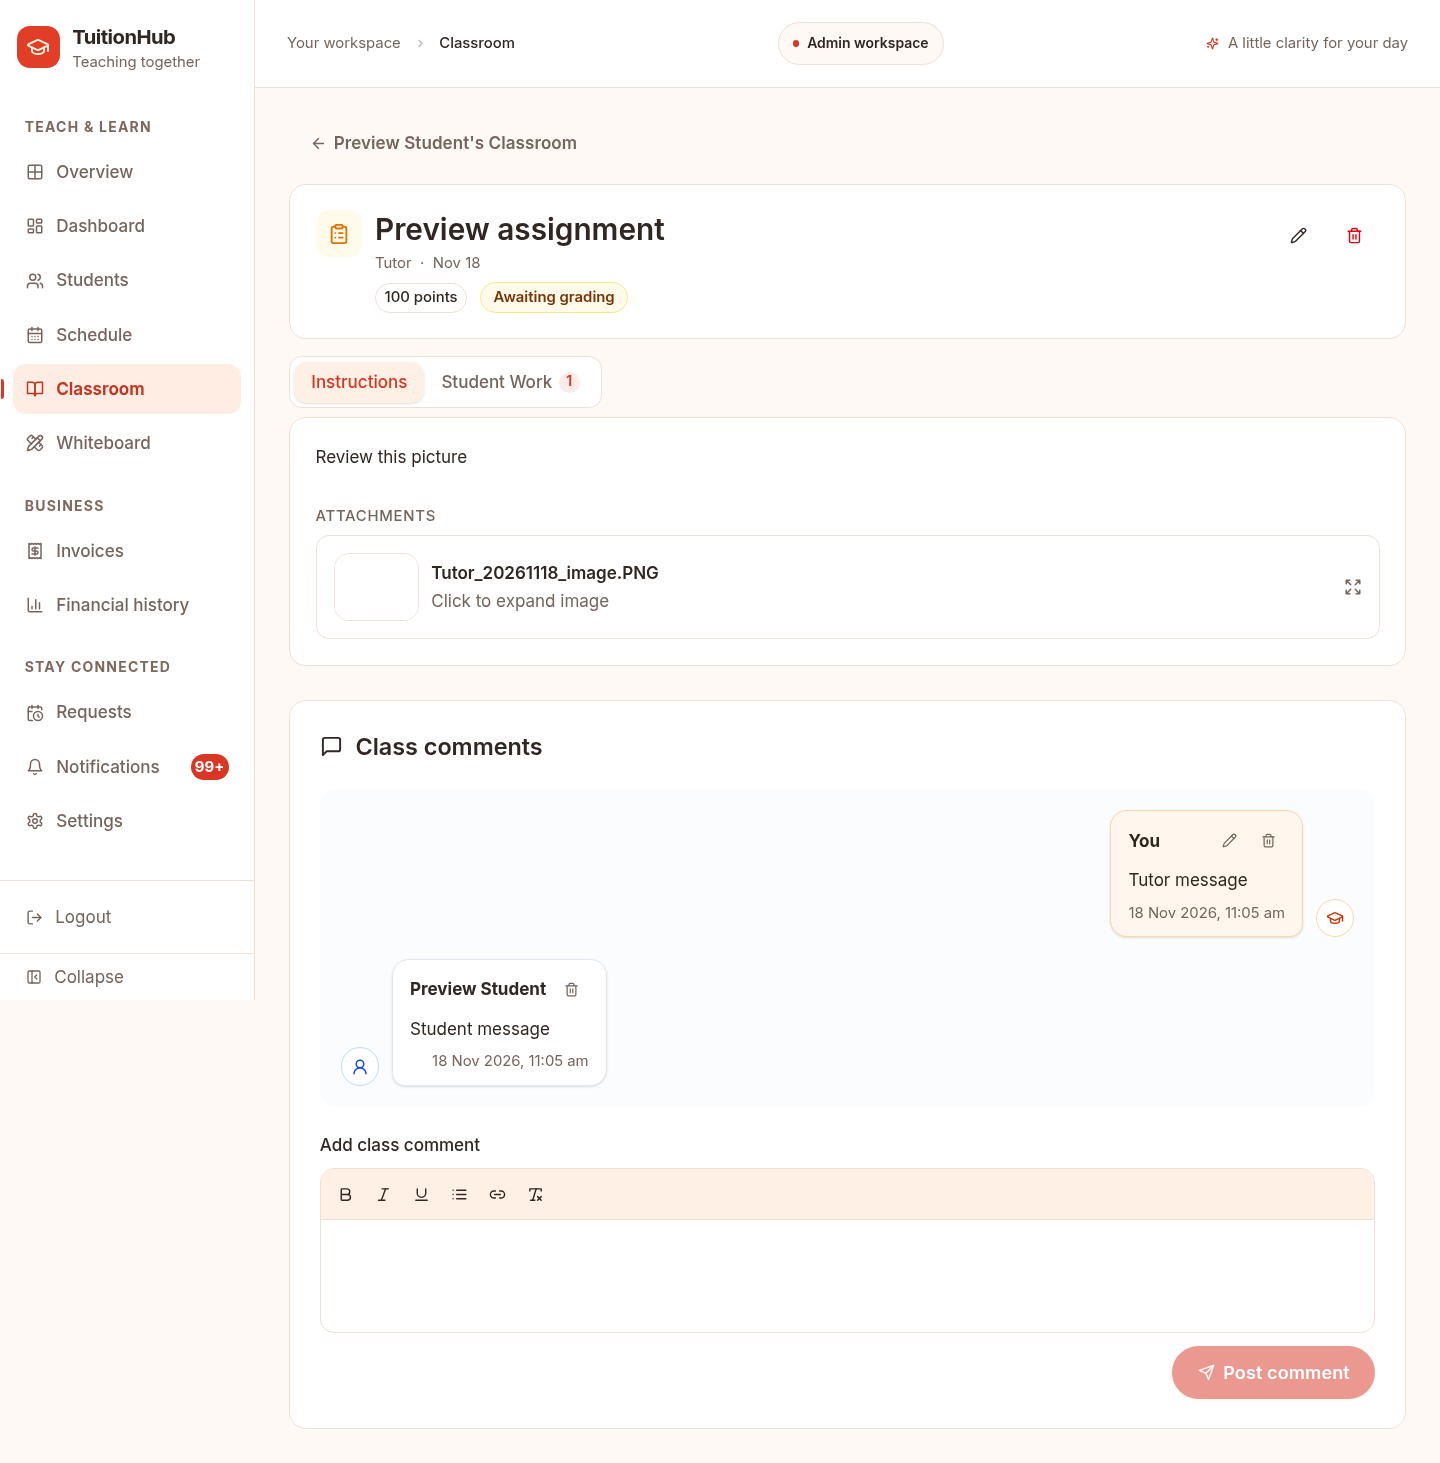 TuitionHub
Teaching together
TEACH & LEARN
Overview
Dashboard
Students
Schedule
Classroom
Whiteboard
BUSINESS
Invoices
Financial history
STAY CONNECTED
Requests
Notifications 99+
Settings
Logout
Collapse
Your workspace > Classroom
Admin workspace
A little clarity for your day
Preview Student's Classroom
Preview assignment
Tutor · Nov 18
100 points Awaiting grading
Instructions Student Work 1
Review this picture
ATTACHMENTS
Tutor_20261118_image.PNG
Click to expand image
Class comments
You
Tutor message
18 Nov 2026, 11:05 am
Preview Student
Student message
18 Nov 2026, 11:05 am
Add class comment
Post comment